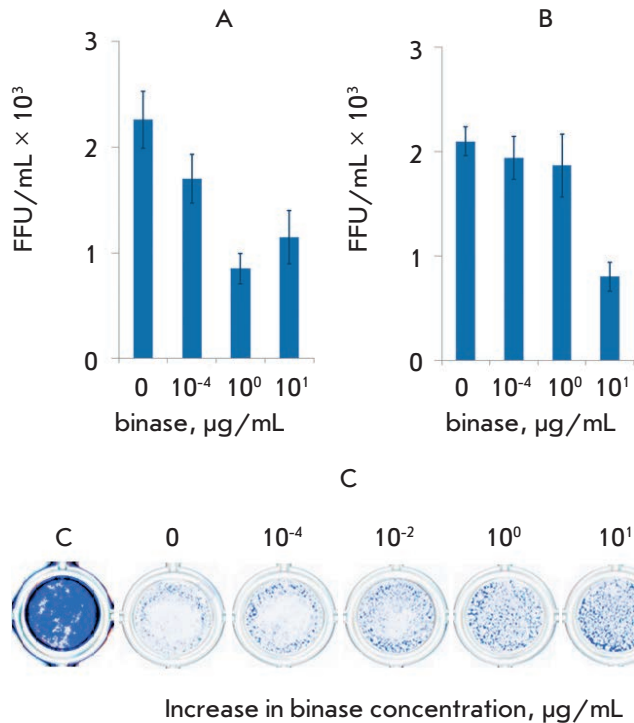 A
3
2
1
0
FFU/mL × 10³
0 10⁻⁴ 10⁰ 10¹
binase, µg/mL
B
3
2
1
0
FFU/mL × 10³
0 10⁻⁴ 10⁰ 10¹
binase, µg/mL
C
C 0 10⁻⁴ 10⁻² 10⁰ 10¹
Increase in binase concentration, µg/mL